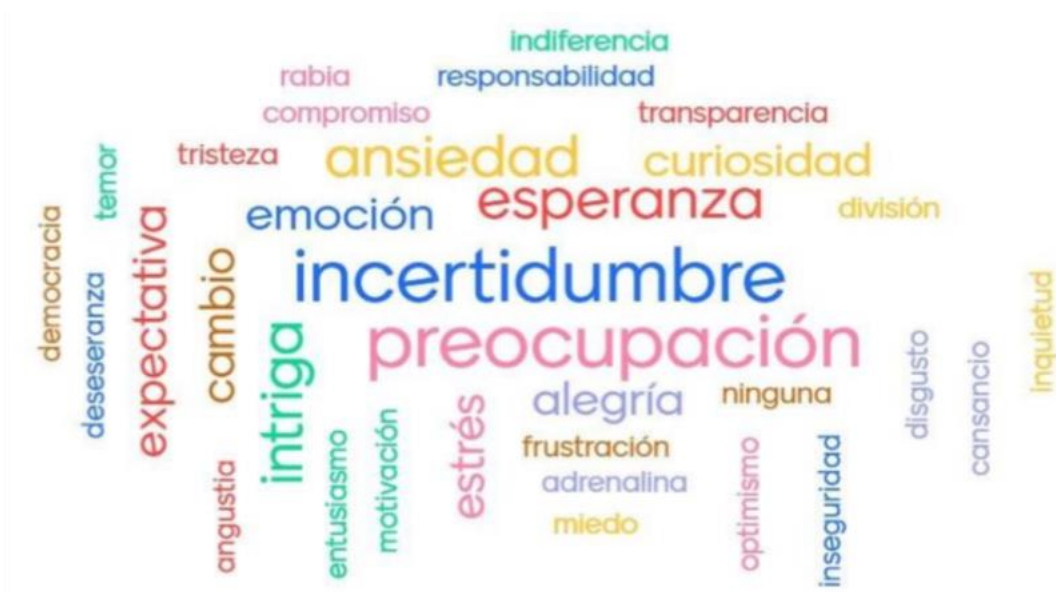 indiferencia
rabia
responsabilidad
compromiso
transparencia
tristeza
ansiedad
curiosidad
temor
emoción
esperanza
división
democracia
deseseranza
expectativa
cambio
incertidumbre
inquietud
intriga
preocupación
disgusto
cansancio
estrés
alegría
ninguna
angustia
entusiasmo
motivación
frustración
adrenalina
miedo
optimismo
inseguridad